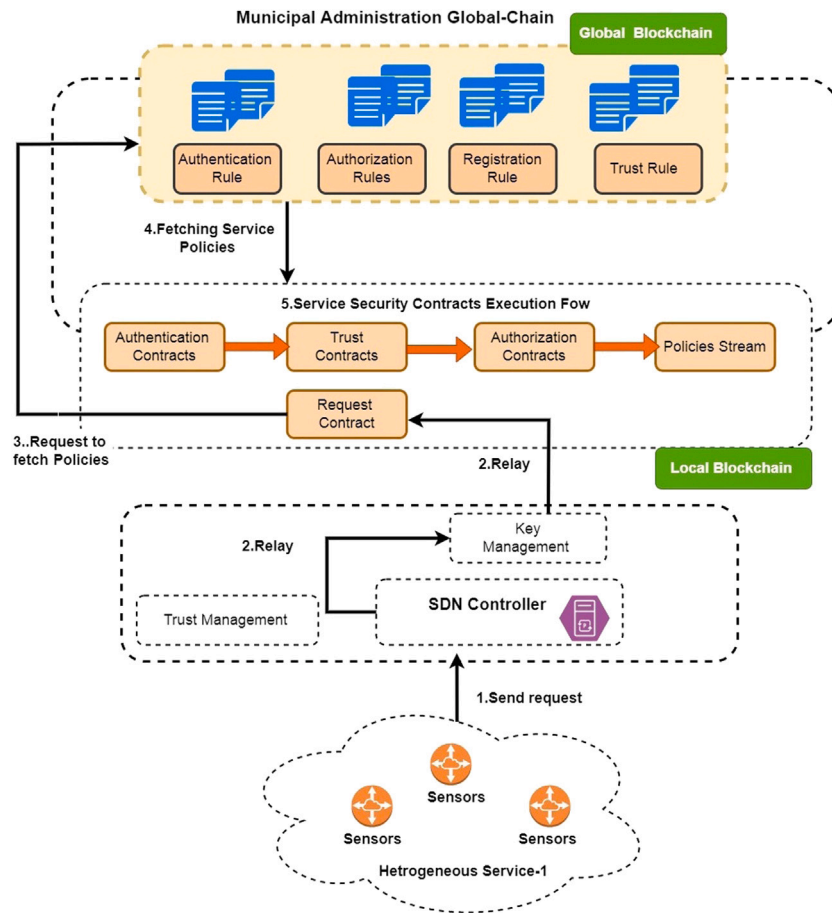 Municipal Administration Global-Chain
Global Blockchain
Authentication
Rule
Authorization
Rules
Registration
Rule
Trust Rule
4.Fetching Service
Policies
5.Service Security Contracts Execution Fow
Authentication
Contracts
Trust
Contracts
Authorization
Contracts
Policies Stream
Request
Contract
3..Request to
fetch Policies
2.Relay
Local Blockchain
Key
Management
2.Relay
SDN Controller
Trust Management
1.Send request
Sensors
Sensors
Sensors
Hetrogeneous Service-1